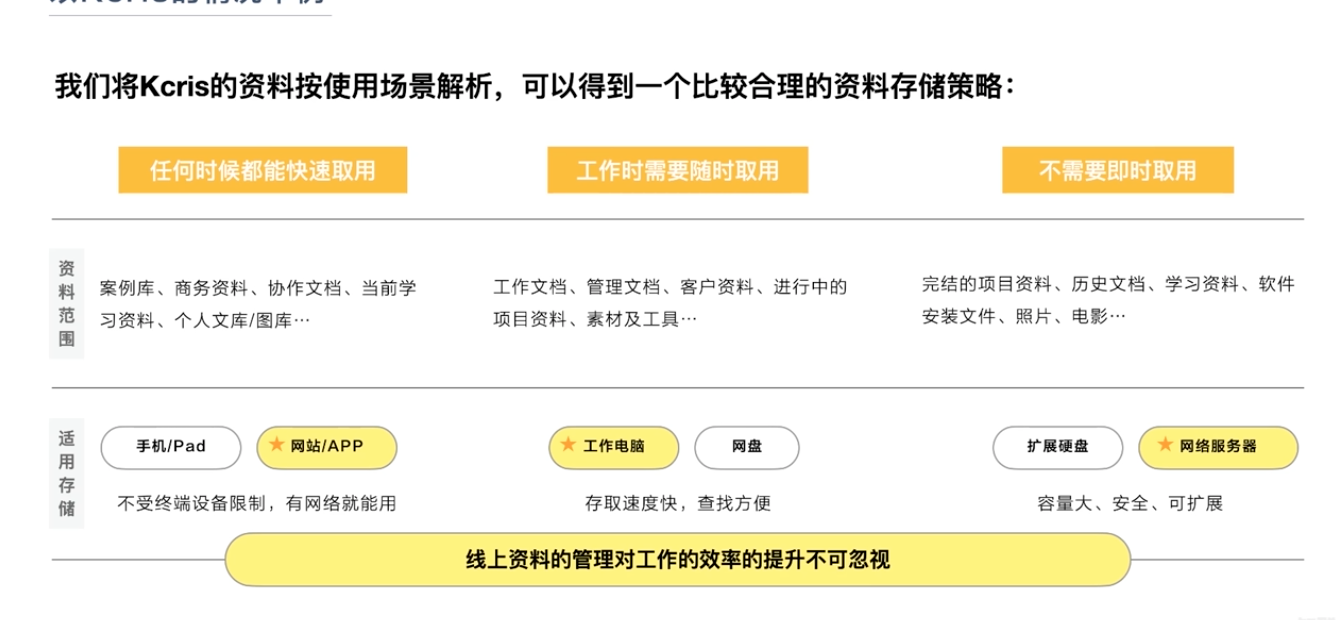 我们将Kcris的资料按使用场景解析，可以得到一个比较合理的资料存储策略：
任何时候都能快速取用
工作时需要随时取用
不需要即时取用
资料范围
案例库、商务资料、协作文档、当前学
习资料、个人文库/图库…
工作文档、管理文档、客户资料、进行中的
项目资料、素材及工具…
完结的项目资料、历史文档、学习资料、软件
安装文件、照片、电影…
适用存储
手机/Pad
★ 网站/APP
★ 工作电脑
网盘
扩展硬盘
★ 网络服务器
不受终端设备限制，有网络就能用
存取速度快，查找方便
容量大、安全、可扩展
线上资料的管理对工作的效率的提升不可忽视